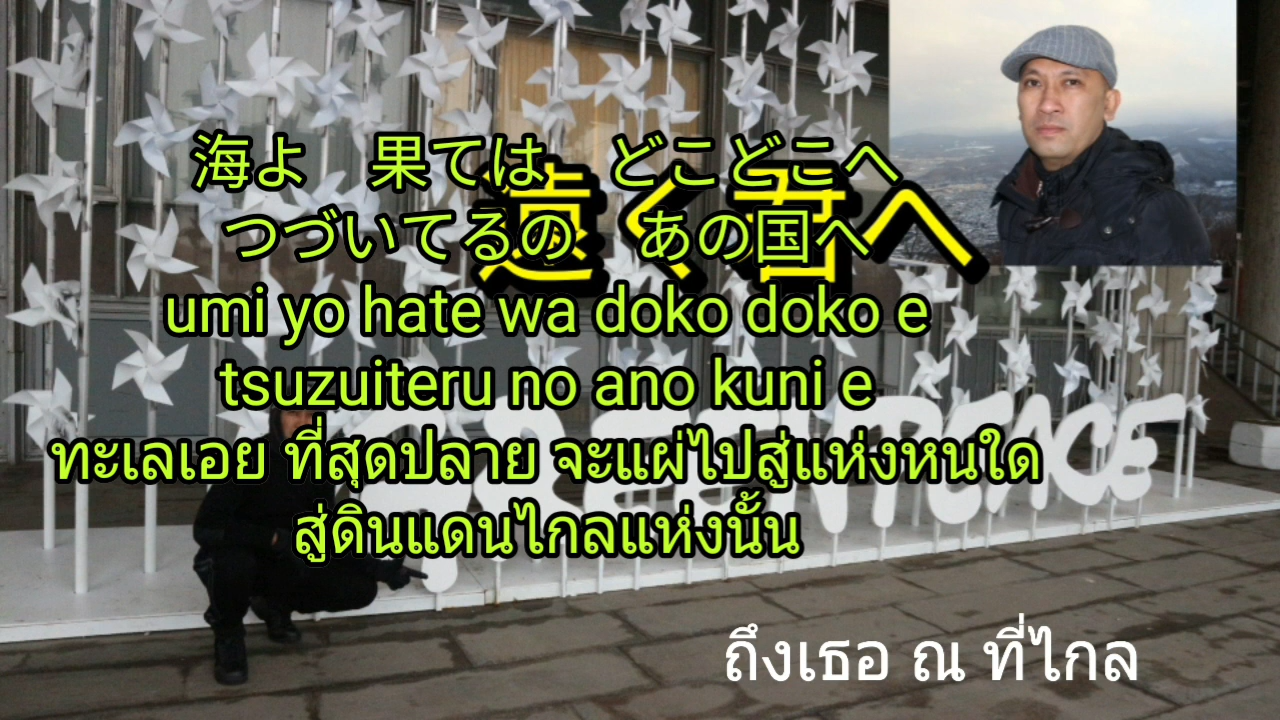 海よ　果ては　どこどこへ
遠く君へ
つづいてるの　あの国へ
umi yo hate wa doko doko e
tsuzuiteru no ano kuni e
ทะเลเอย ที่สุดปลาย จะแผ่ไปสู่แห่งหนใด
สู่ดินแดนไกลแห่งนั้น
GREENPEACE
ถึงเธอ ณ ที่ไกล